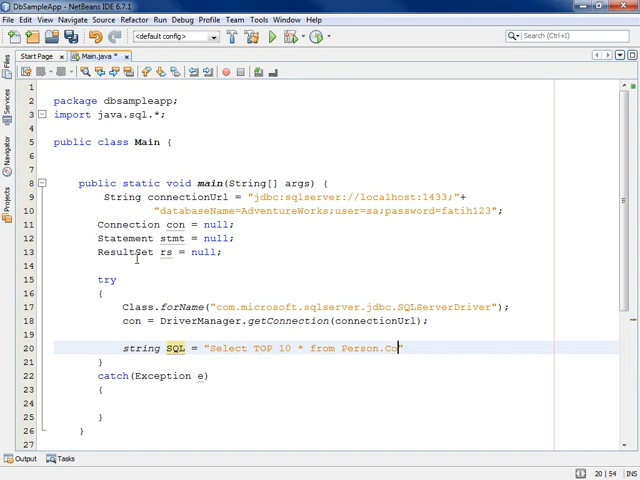 DbSampleApp - NetBeans IDE 6.7.1
File Edit View Navigate Source Refactor Run Debug Profile Team Tools Window Help
<default config>
Search (Ctrl+I)
Start Page Main.java *
Files
Services
Navigator
Projects
1
2 package dbsampleapp;
3 import java.sql.*;
4
5 public class Main {
6
7
8 public static void main(String[] args) {
9 String connectionUrl = "jdbc:sqlserver://localhost:1433;"+
10 "databaseName=AdventureWorks;user=sa;password=fatih123";
11 Connection con = null;
12 Statement stmt = null;
13 ResultSet rs = null;
14
15 try
16 {
17 Class.forName("com.microsoft.sqlserver.jdbc.SQLServerDriver");
18 con = DriverManager.getConnection(connectionUrl);
19
20 string SQL = "Select TOP 10 * from Person.Co"
21 }
22 catch(Exception e)
23 {
24
25 }
26 }
27
Output Tasks
20 | 54 INS